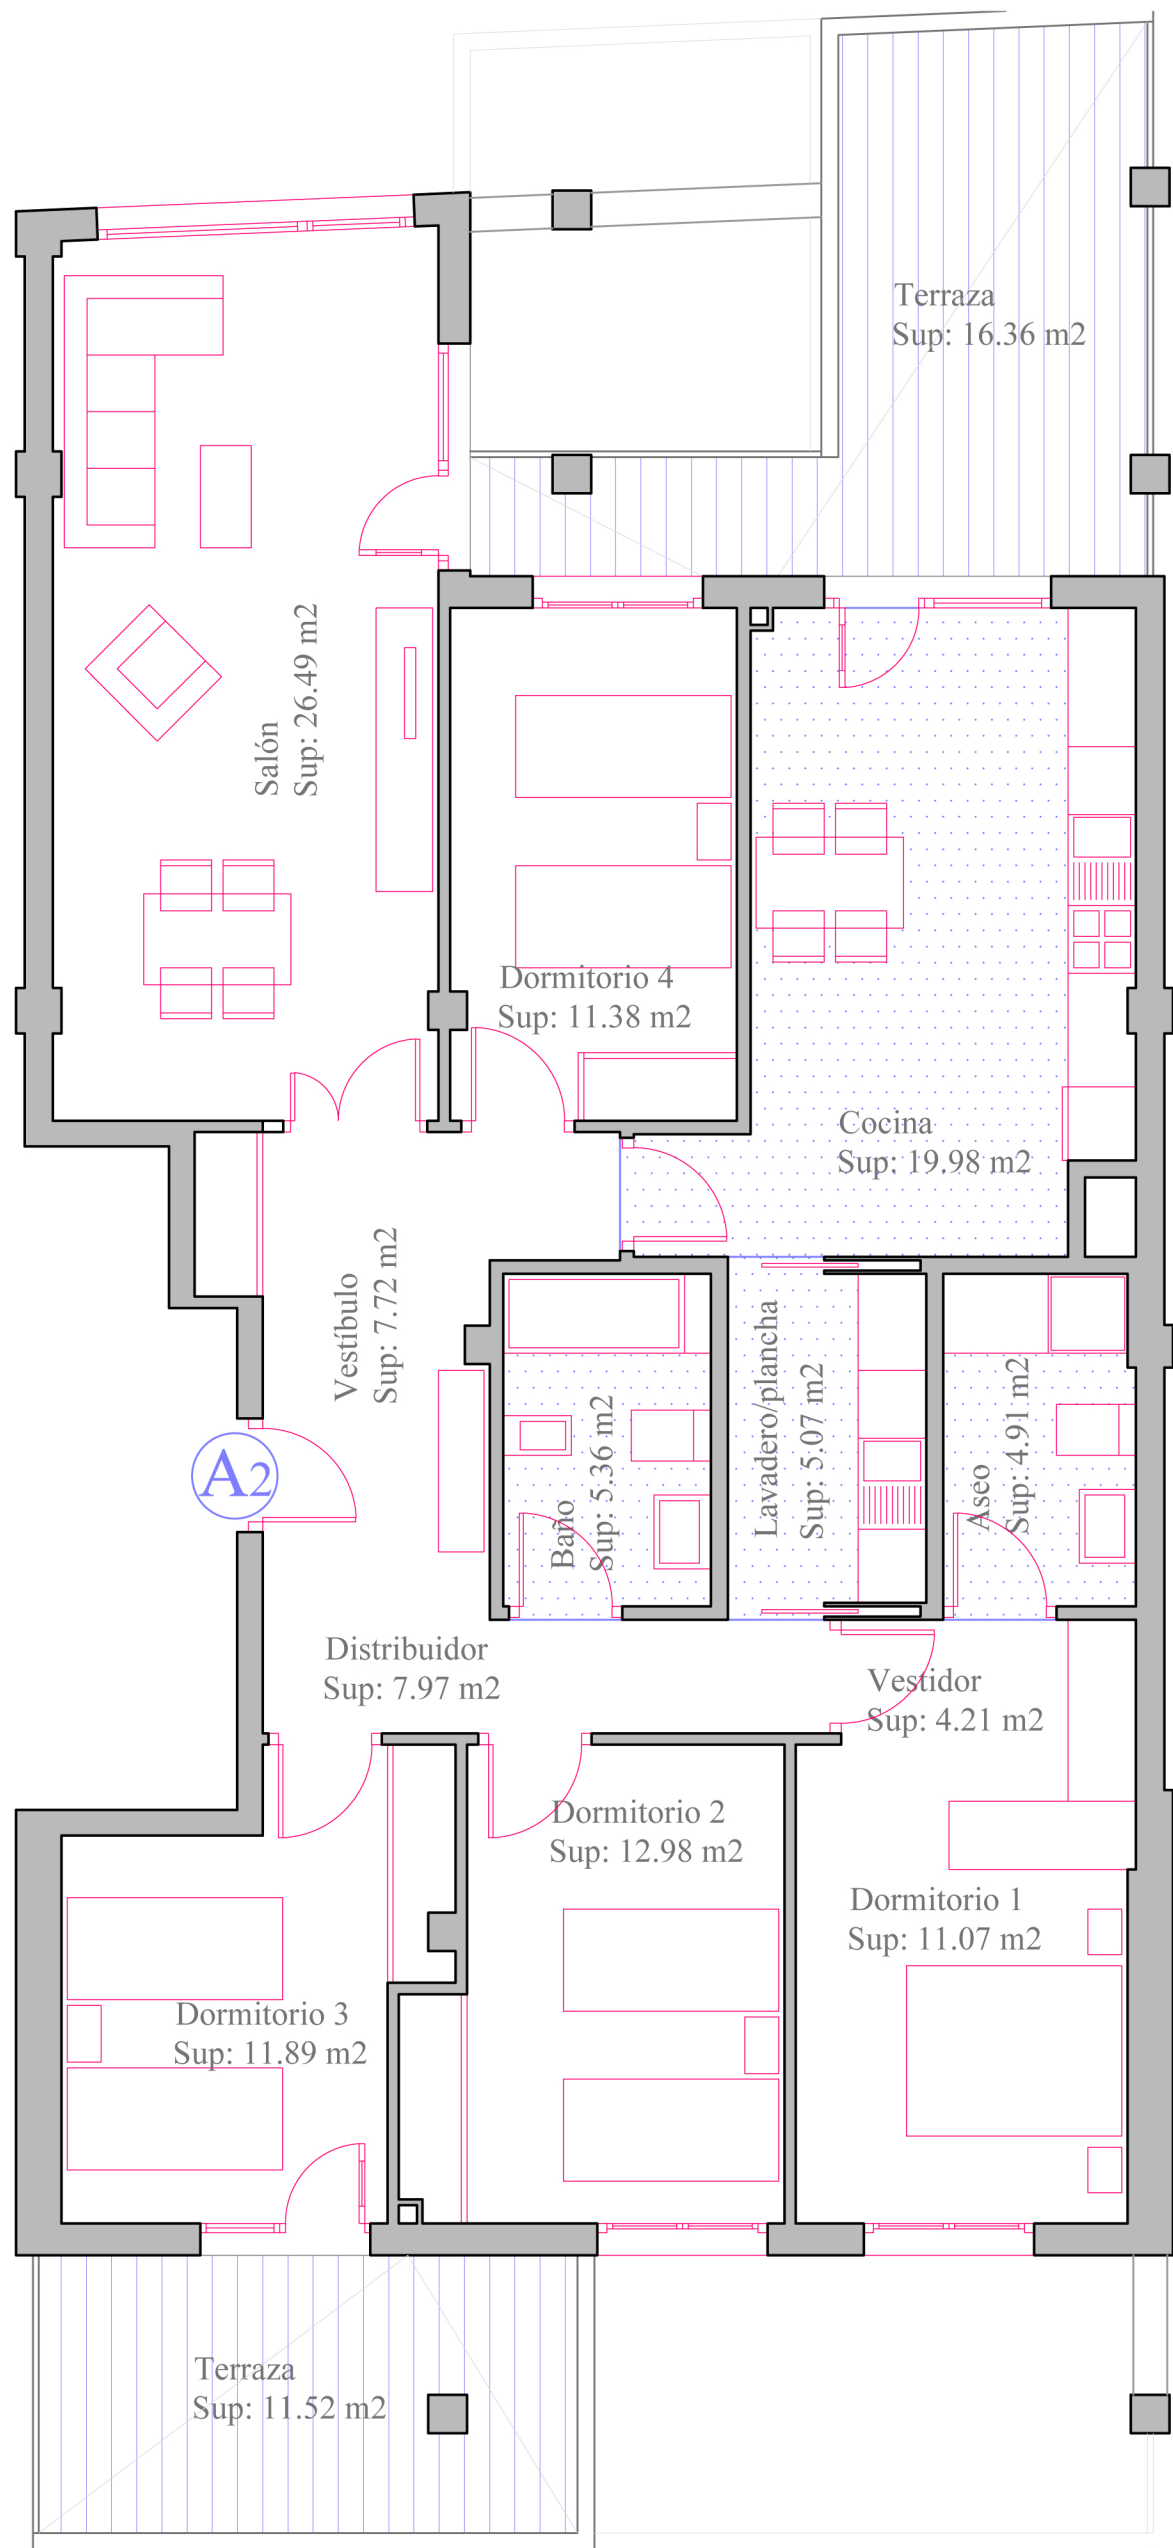 Terraza
Sup: 16.36 m2
Salón
Sup: 26.49 m2
Dormitorio 4
Sup: 11.38 m2
Cocina
Sup: 19.98 m2
Vestíbulo
Sup: 7.72 m2
A2
Baño
Sup: 5.36 m2
Lavadero/plancha
Sup: 5.07 m2
Aseo
Sup: 4.91 m2
Distribuidor
Sup: 7.97 m2
Vestidor
Sup: 4.21 m2
Dormitorio 2
Sup: 12.98 m2
Dormitorio 1
Sup: 11.07 m2
Dormitorio 3
Sup: 11.89 m2
Terraza
Sup: 11.52 m2